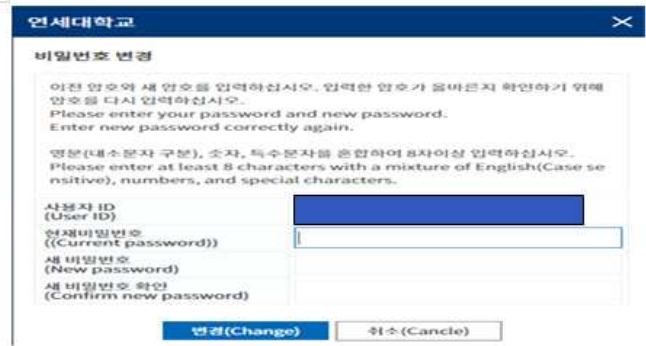 연세대학교
비밀번호 변경
이전 암호와 새 암호를 입력하십시오. 입력한 암호가 올바른지 확인하기 위해
암호를 다시 입력하십시오.
Please enter your password and new password.
Enter new password correctly again.
영문(대소문자 구분), 숫자, 특수문자를 혼합하여 8자이상 입력하십시오.
Please enter at least 8 characters with a mixture of English(Case se
nsitive), numbers, and special characters.
사용자 ID
(User ID)
현재비밀번호
((Current password))
새 비밀번호
(New password)
새 비밀번호 확인
(Confirm new password)
변경(Change) 취소(Cancle)